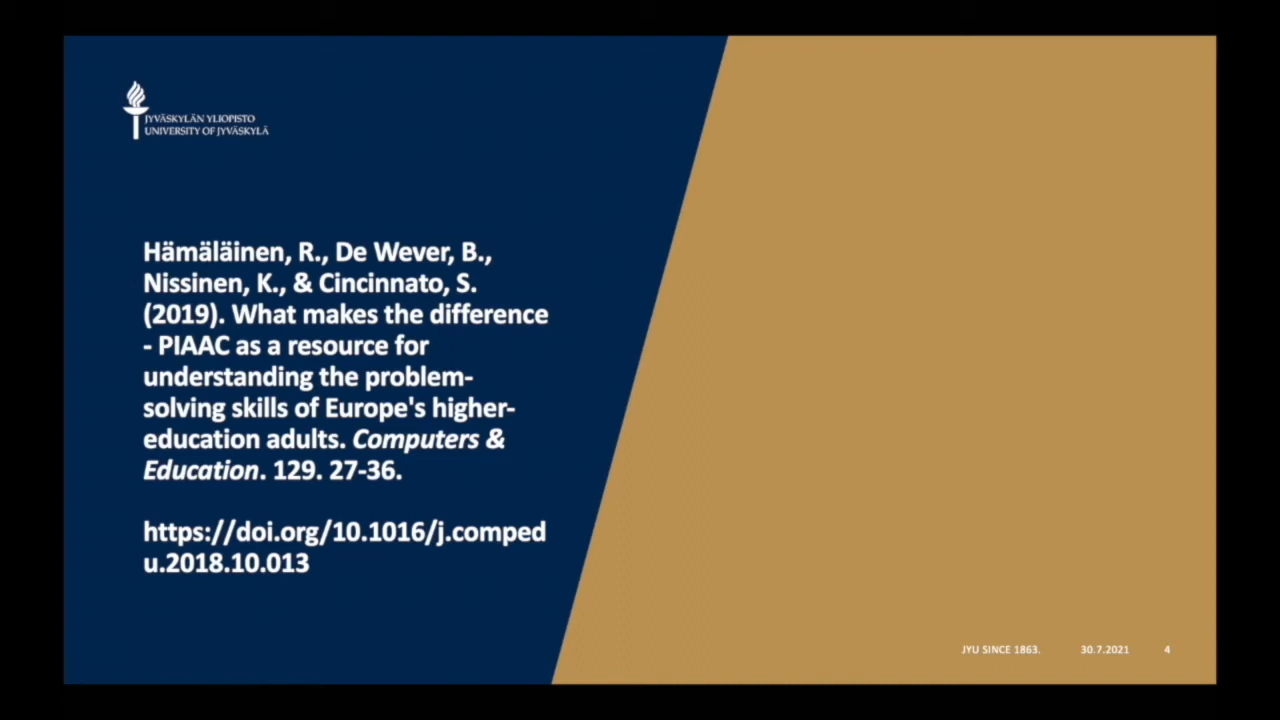 JYVÄSKYLÄN YLIOPISTO
UNIVERSITY OF JYVÄSKYLÄ
Hämäläinen, R., De Wever, B.,
Nissinen, K., & Cincinnato, S.
(2019). What makes the difference
- PIAAC as a resource for
understanding the problem-
solving skills of Europe's higher-
education adults. Computers &
Education. 129. 27-36.
https://doi.org/10.1016/j.comped
u.2018.10.013
JYU SINCE 1863. 30.7.2021 4